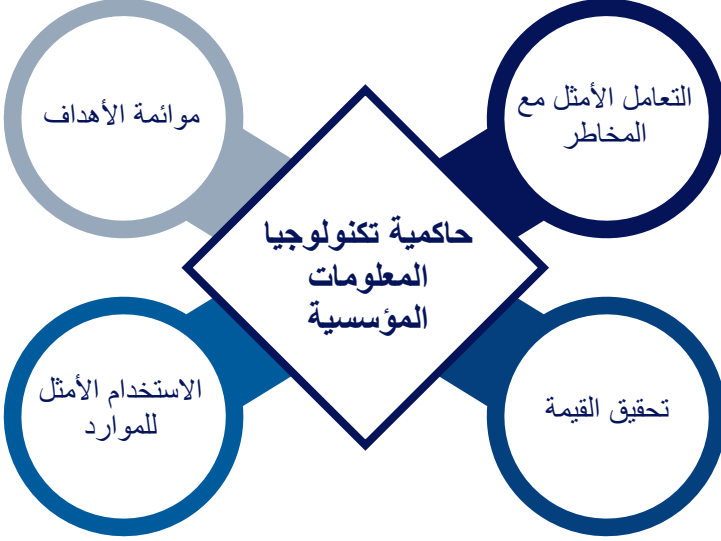 التعامل الأمثل مع
المخاطر
موائمة الأهداف
حاكمية تكنولوجيا
المعلومات
المؤسسية
تحقيق القيمة
الاستخدام الأمثل
للموارد